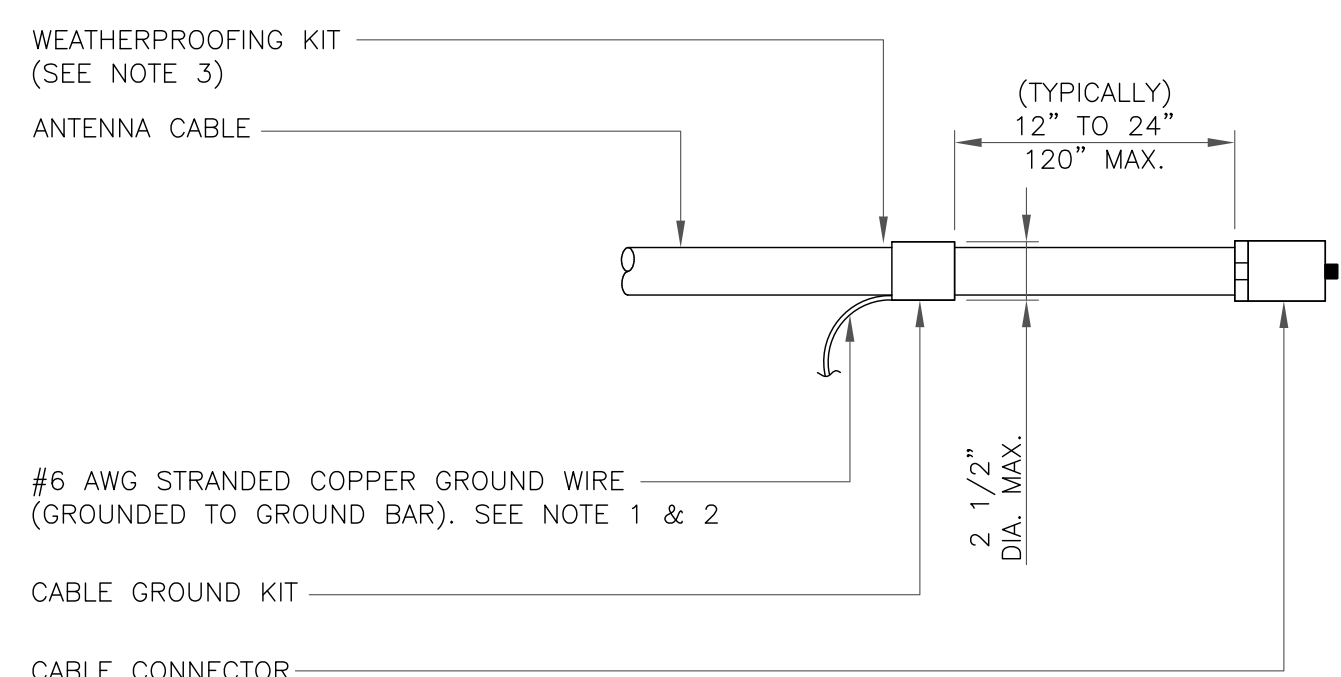 WEATHERPROOFING KIT
(SEE NOTE 3)
ANTENNA CABLE
(TYPICALLY)
12” TO 24”
120” MAX.
2 1/2”
DIA. MAX.
#6 AWG STRANDED COPPER GROUND WIRE
(GROUNDED TO GROUND BAR). SEE NOTE 1 & 2
CABLE GROUND KIT
CABLE CONNECTOR